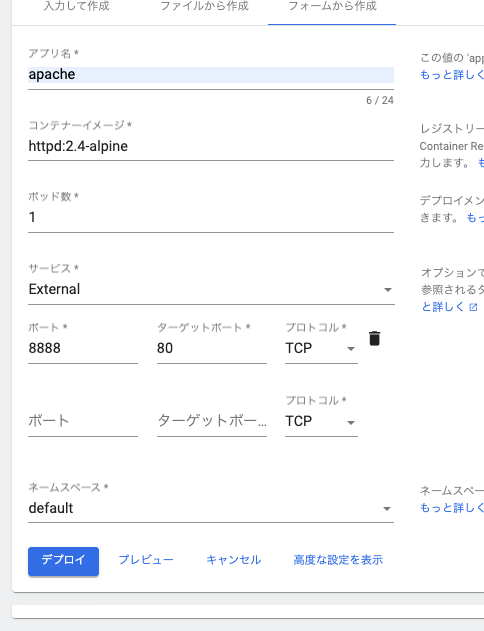 入力して作成
ファイルから作成
フォームから作成
アプリ名 *
apache
6 / 24
この値の 'app
もっと詳しく
コンテナーイメージ *
httpd:2.4-alpine
レジストリー
Container Re
力します。 も
ポッド数 *
1
デプロイメン
きます。 もっ
サービス *
External
オプションで
参照されるタ
と詳しく
ポート *
8888
ターゲットポート *
80
プロトコル *
TCP
ポート
ターゲットポー…
プロトコル *
TCP
ネームスペース *
default
ネームスペー
もっと詳しく
デプロイ
プレビュー
キャンセル
高度な設定を表示